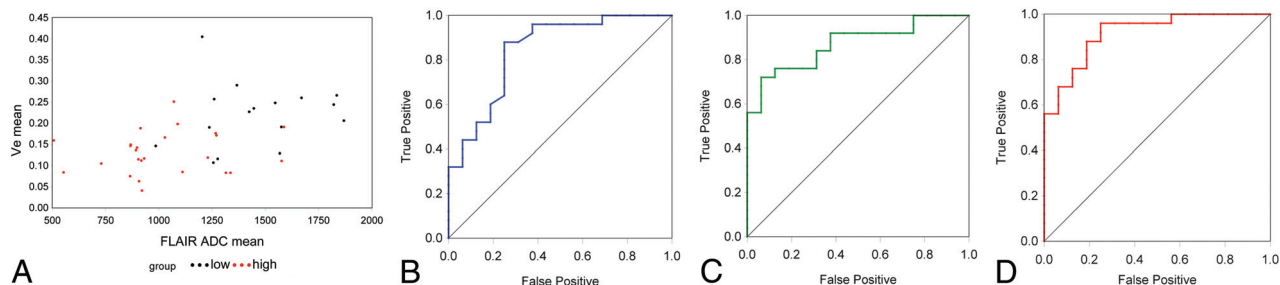 0.45
0.40
0.35
0.30
0.25
0.20
0.15
0.10
0.05
0.00
Ve mean
500 750 1000 1250 1500 1750 2000
FLAIR ADC mean
group low high
A
1.0
0.8
0.6
0.4
0.2
0.0
True Positive
0.0 0.2 0.4 0.6 0.8 1.0
False Positive
B
1.0
0.8
0.6
0.4
0.2
0.0
True Positive
0.0 0.2 0.4 0.6 0.8 1.0
False Positive
C
1.0
0.8
0.6
0.4
0.2
0.0
True Positive
0.0 0.2 0.4 0.6 0.8 1.0
False Positive
D